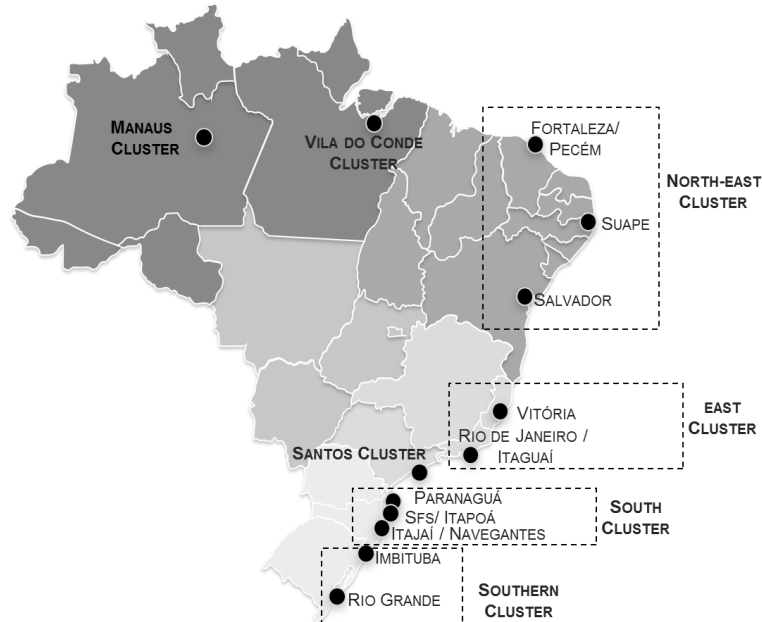 MANAUS
CLUSTER
VILA DO CONDE
CLUSTER
FORTALEZA/
PECÉM
NORTH-EAST
CLUSTER
SUAPE
SALVADOR
VITÓRIA
EAST
CLUSTER
RIO DE JANEIRO /
ITAGUAÍ
SANTOS CLUSTER
PARANAGUÁ
SFS/ ITAPOÁ
ITAJAÍ / NAVEGANTES
SOUTH
CLUSTER
IMBITUBA
RIO GRANDE
SOUTHERN
CLUSTER